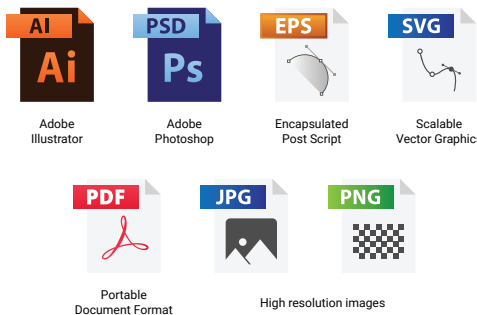 AI
PSD
EPS
SVG
Ai
Ps
Adobe
Illustrator
Adobe
Photoshop
Encapsulated
Post Script
Scalable
Vector Graphics
PDF
JPG
PNG
Portable
Document Format
High resolution images